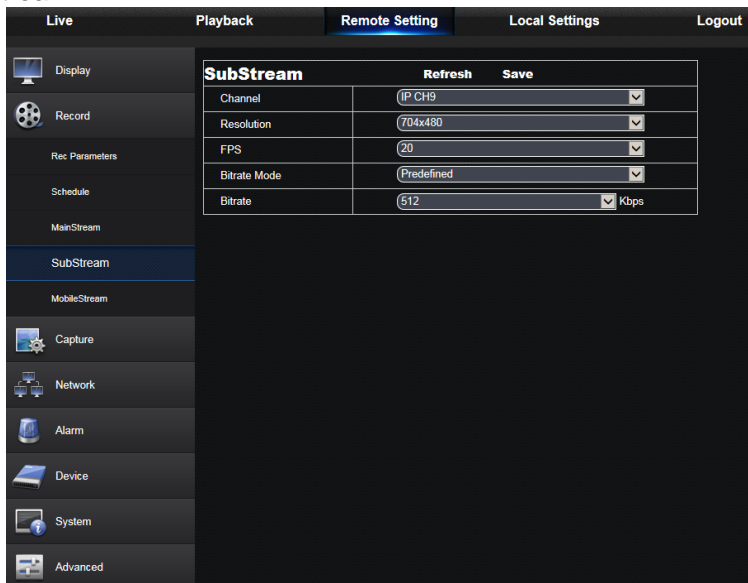 Live Playback Remote Setting Local Settings Logout
Display
Record
Rec Parameters
Schedule
MainStream
SubStream
MobileStream
Capture
Network
Alarm
Device
System
Advanced
SubStream Refresh Save
Channel IP CH9
Resolution 704x480
FPS 20
Bitrate Mode Predefined
Bitrate 512 Kbps